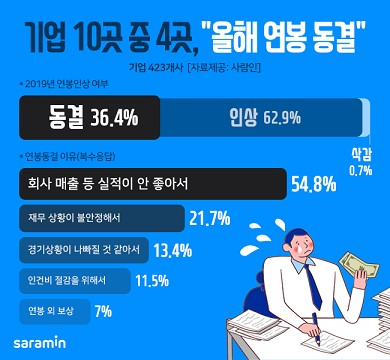 기업 10곳 중 4곳, "올해 연봉 동결"
기업 423개사 [자료제공: 사람인]
* 2019년 연봉인상 여부
동결 36.4% 인상 62.9%
삭감
0.7%
* 연봉동결 이유(복수응답)
회사 매출 등 실적이 안 좋아서 54.8%
재무 상황이 불안정해서 21.7%
경기상황이 나빠질 것 같아서 13.4%
인건비 절감을 위해서 11.5%
연봉 외 보상 7%
saramin